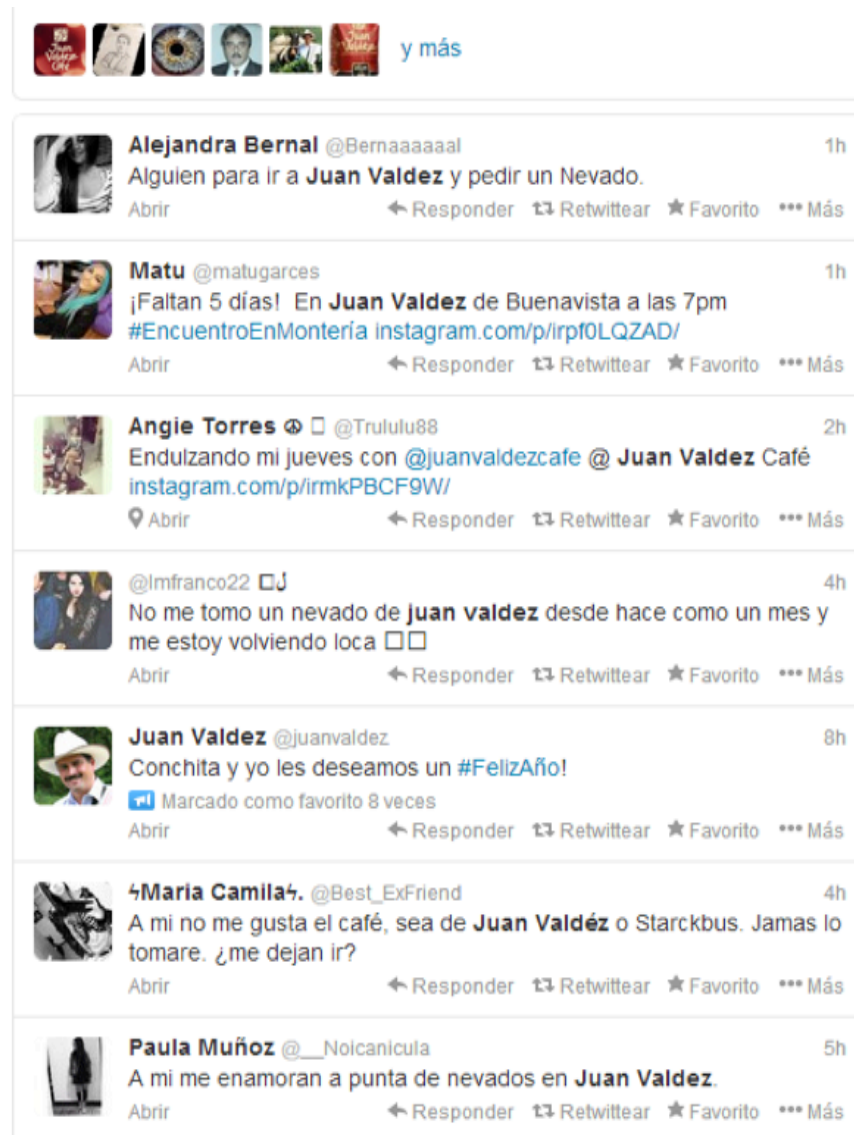 Juan
Valdez
Café
Juan
Valdez
y más
Alejandra Bernal @Bernaaaaaal 1h
Alguien para ir a Juan Valdez y pedir un Nevado.
Abrir Responder Retwittear Favorito Más
Matu @matugarces 1h
¡Faltan 5 días! En Juan Valdez de Buenavista a las 7pm
#EncuentroEnMontería instagram.com/p/irpf0LQZAD/
Abrir Responder Retwittear Favorito Más
Angie Torres ☮ @Trululu88 2h
Endulzando mi jueves con @juanvaldezcafe @ Juan Valdez Café
instagram.com/p/irmkPBCF9W/
Abrir Responder Retwittear Favorito Más
@lmfranco22 4h
No me tomo un nevado de juan valdez desde hace como un mes y
me estoy volviendo loca
Abrir Responder Retwittear Favorito Más
Juan Valdez @juanvaldez 8h
Conchita y yo les deseamos un #FelizAño!
Marcado como favorito 8 veces
Abrir Responder Retwittear Favorito Más
ϟMaria Camilaϟ. @Best_ExFriend 4h
A mi no me gusta el café, sea de Juan Valdéz o Starckbus. Jamas lo
tomare. ¿me dejan ir?
Abrir Responder Retwittear Favorito Más
Paula Muñoz @__Noicanicula 5h
A mi me enamoran a punta de nevados en Juan Valdez.
Abrir Responder Retwittear Favorito Más